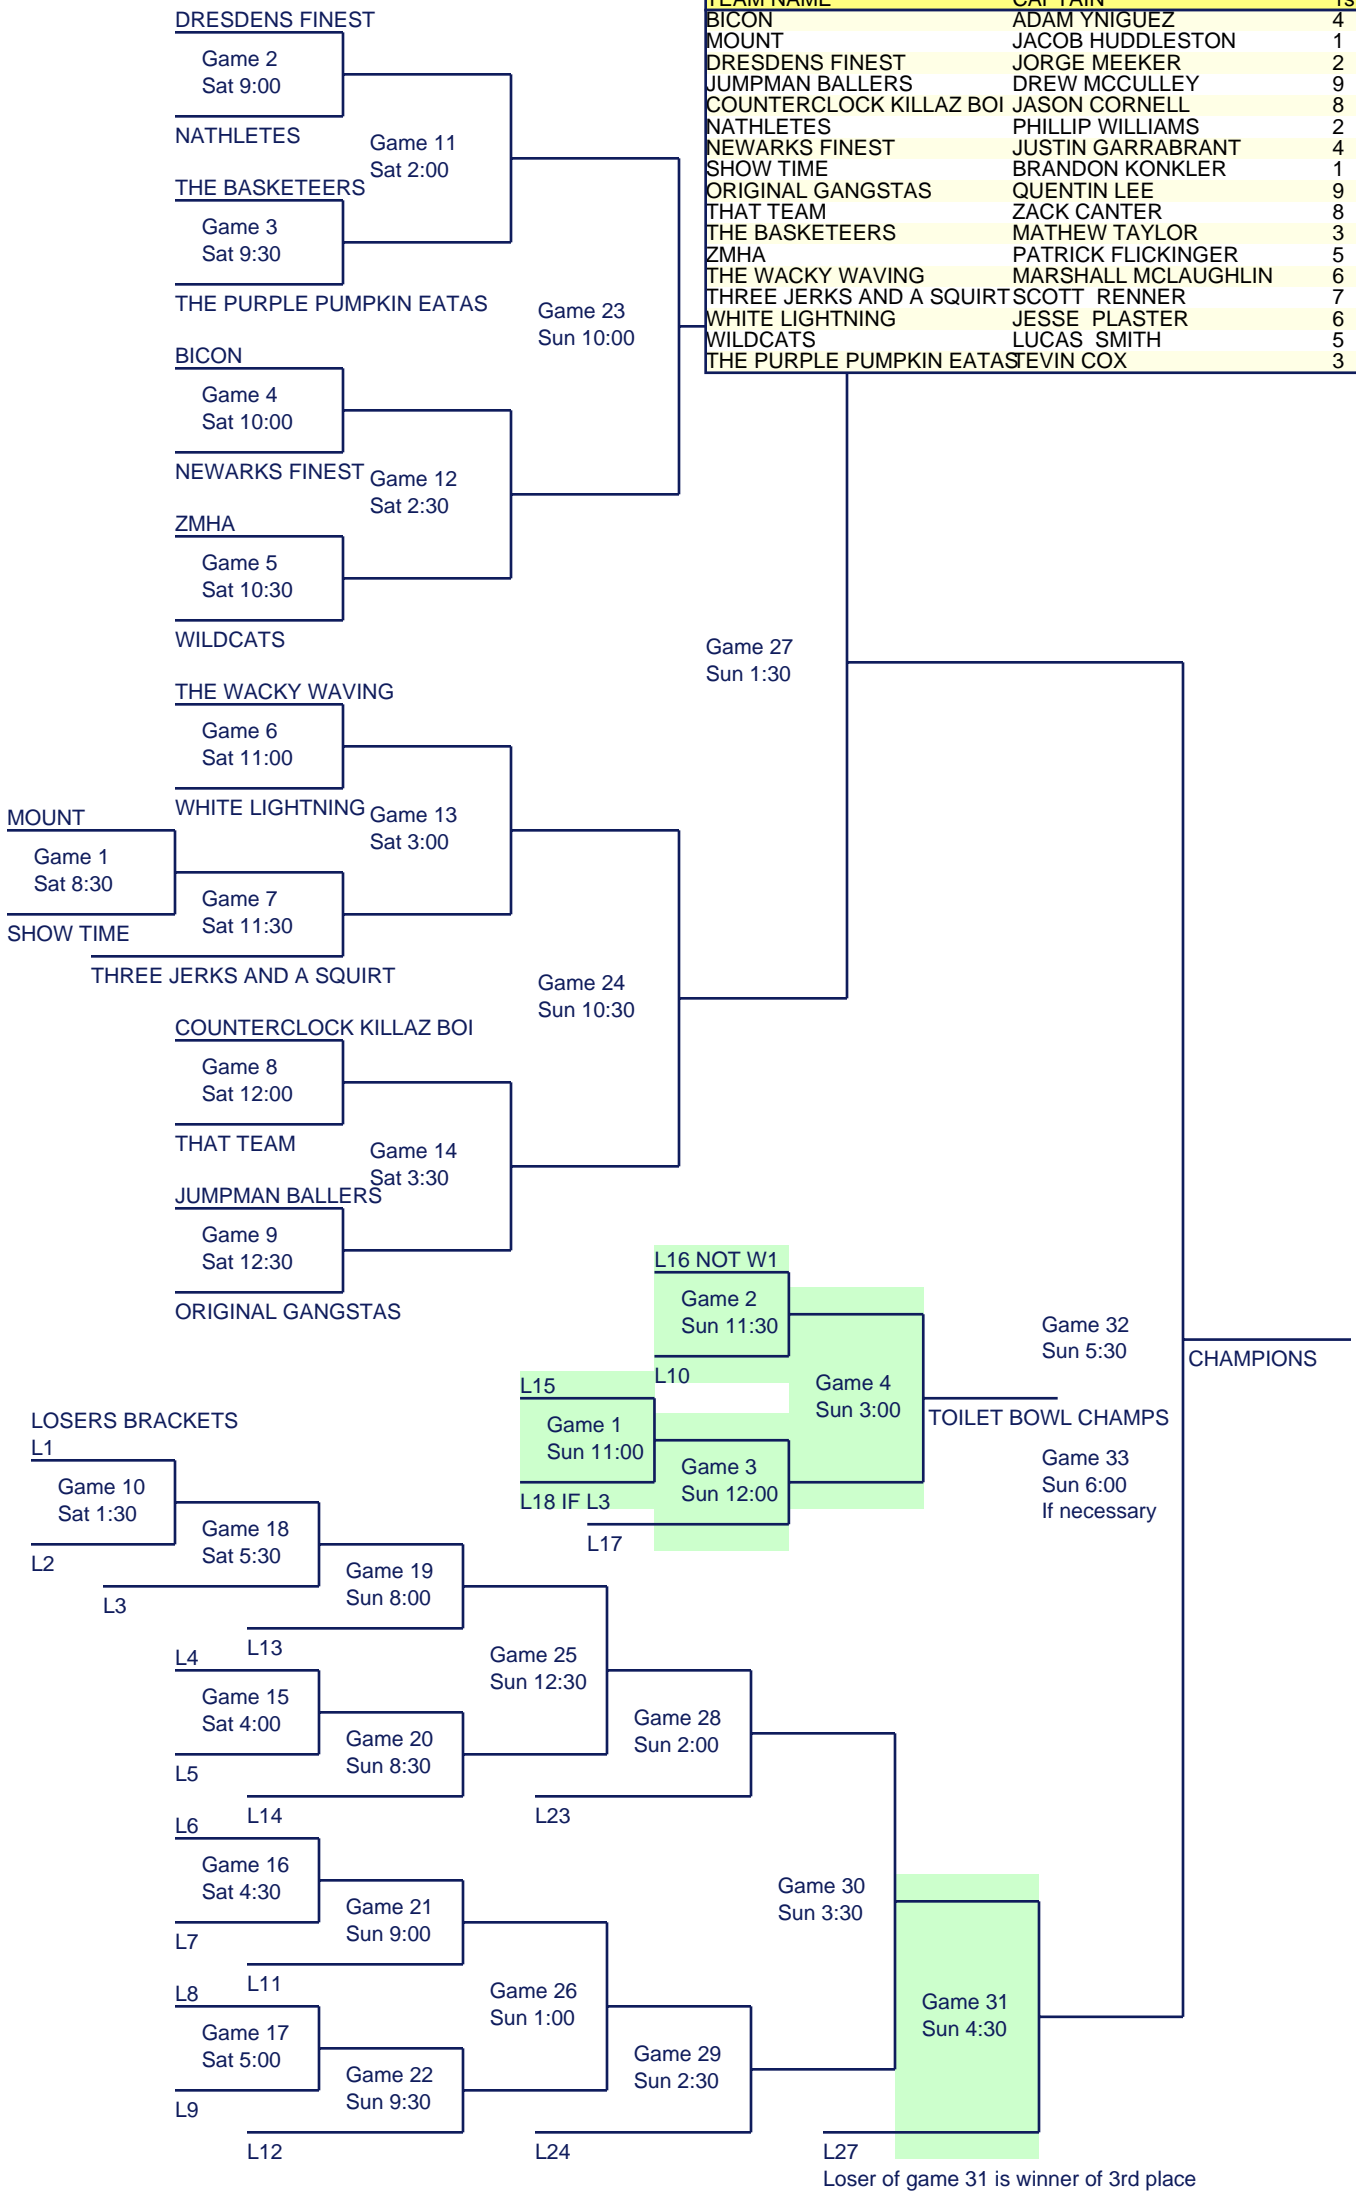 TEAM NAME CAPTAIN 1s
BICON ADAM YNIGUEZ 4
MOUNT JACOB HUDDLESTON 1
DRESDENS FINEST JORGE MEEKER 2
JUMPMAN BALLERS DREW MCCULLEY 9
COUNTERCLOCK KILLAZ BOI JASON CORNELL 8
NATHLETES PHILLIP WILLIAMS 2
NEWARKS FINEST JUSTIN GARRABRANT 4
SHOW TIME BRANDON KONKLER 1
ORIGINAL GANGSTAS QUENTIN LEE 9
THAT TEAM ZACK CANTER 8
THE BASKETEERS MATHEW TAYLOR 3
ZMHA PATRICK FLICKINGER 5
THE WACKY WAVING MARSHALL MCLAUGHLIN 6
THREE JERKS AND A SQUIRT SCOTT RENNER 7
WHITE LIGHTNING JESSE PLASTER 6
WILDCATS LUCAS SMITH 5
THE PURPLE PUMPKIN EATAS TEVIN COX 3
DRESDENS FINEST
Game 2
Sat 9:00
NATHLETES
Game 11
Sat 2:00
THE BASKETEERS
Game 3
Sat 9:30
THE PURPLE PUMPKIN EATAS
Game 23
Sun 10:00
BICON
Game 4
Sat 10:00
NEWARKS FINEST
Game 12
Sat 2:30
ZMHA
Game 5
Sat 10:30
WILDCATS
Game 27
Sun 1:30
THE WACKY WAVING
Game 6
Sat 11:00
WHITE LIGHTNING
Game 13
Sat 3:00
MOUNT
Game 1
Sat 8:30
SHOW TIME
Game 7
Sat 11:30
THREE JERKS AND A SQUIRT
Game 24
Sun 10:30
COUNTERCLOCK KILLAZ BOI
Game 8
Sat 12:00
THAT TEAM
Game 14
Sat 3:30
JUMPMAN BALLERS
Game 9
Sat 12:30
ORIGINAL GANGSTAS
L16 NOT W1
Game 2
Sun 11:30
L10
L15
Game 1
Sun 11:00
L18 IF L3
Game 3
Sun 12:00
L17
Game 4
Sun 3:00
TOILET BOWL CHAMPS
Game 32
Sun 5:30
CHAMPIONS
Game 33
Sun 6:00
If necessary
LOSERS BRACKETS
L1
Game 10
Sat 1:30
L2
Game 18
Sat 5:30
L3
Game 19
Sun 8:00
L13
Game 25
Sun 12:30
L4
Game 15
Sat 4:00
L5
Game 20
Sun 8:30
L14
Game 28
Sun 2:00
L23
L6
Game 16
Sat 4:30
L7
Game 21
Sun 9:00
L11
Game 30
Sun 3:30
L8
Game 17
Sat 5:00
L9
Game 22
Sun 9:30
L12
Game 26
Sun 1:00
Game 29
Sun 2:30
L24
Game 31
Sun 4:30
L27
Loser of game 31 is winner of 3rd place